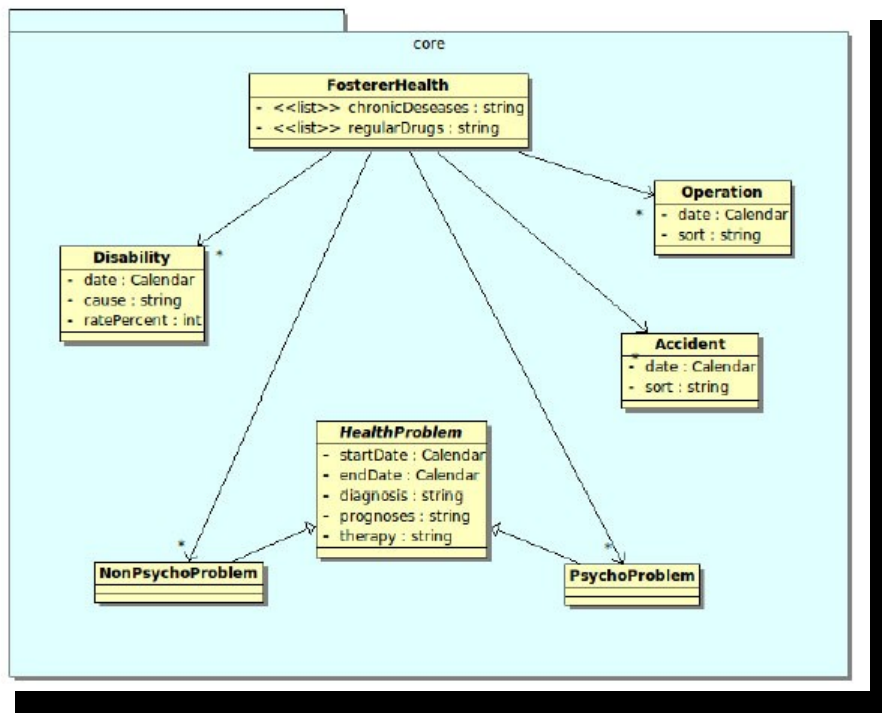 core
FostererHealth
- <<list>> chronicDeseases : string
- <<list>> regularDrugs : string
Operation
- date : Calendar
- sort : string
*
Disability
- date : Calendar
- cause : string
- ratePercent : int
*
Accident
- date : Calendar
- sort : string
*
HealthProblem
- startDate : Calendar
- endDate : Calendar
- diagnosis : string
- prognoses : string
- therapy : string
*
NonPsychoProblem
*
PsychoProblem